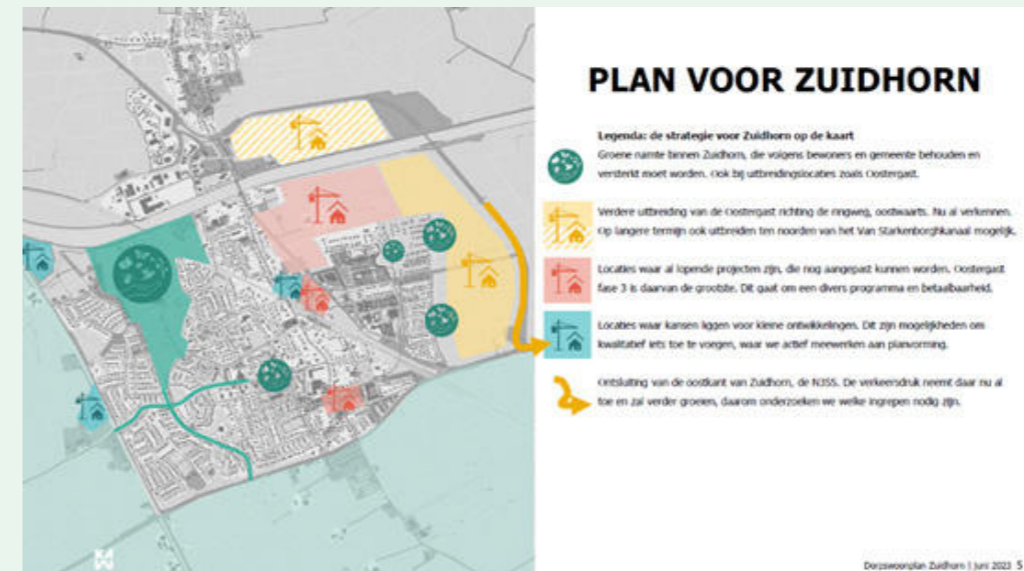 PLAN VOOR ZUIDHORN
Legenda: de strategie voor Zuidhorn op de kaart
Groene ruimte binnen Zuidhorn, die volgens bewoners en gemeente behouden en
versterkt moet worden. Ook bij uitbreidingslocaties zoals Oostergast.
Verdere uitbreiding van de Oostergast richting de ringweg, oostwaarts. Nu al verkennen.
Op langere termijn ook uitbreiden ten noorden van het Van Starkenborghkanaal mogelijk.
Locaties waar al lopende projecten zijn, die nog aangepast kunnen worden. Oostergast
fase 3 is daarvan de grootste. Dit gaat om een divers programma en betaalbaarheid.
Locaties waar kansen liggen voor kleine ontwikkelingen. Dit zijn mogelijkheden om
kwalitatief iets toe te voegen, waar we actief meewerken aan planvorming.
Ontsluiting van de oostkant van Zuidhorn, de N355. De verkeersdruk neemt daar nu al
toe en zal verder groeien, daarom onderzoeken we welke ingrepen nodig zijn.
KAW
Dorpswoonplan Zuidhorn | juni 2023 5